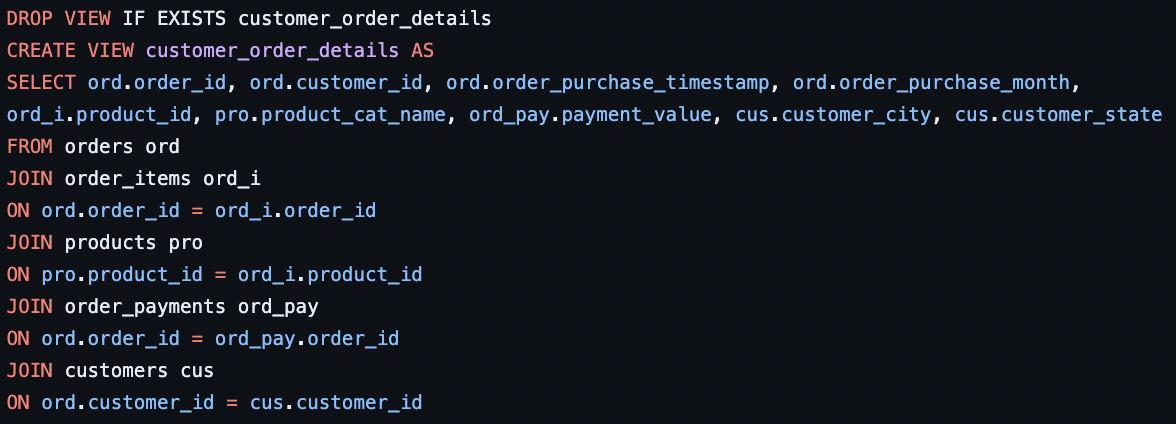 DROP VIEW IF EXISTS customer_order_details
CREATE VIEW customer_order_details AS
SELECT ord.order_id, ord.customer_id, ord.order_purchase_timestamp, ord.order_purchase_month,
ord_i.product_id, pro.product_cat_name, ord_pay.payment_value, cus.customer_city, cus.customer_state
FROM orders ord
JOIN order_items ord_i
ON ord.order_id = ord_i.order_id
JOIN products pro
ON pro.product_id = ord_i.product_id
JOIN order_payments ord_pay
ON ord.order_id = ord_pay.order_id
JOIN customers cus
ON ord.customer_id = cus.customer_id